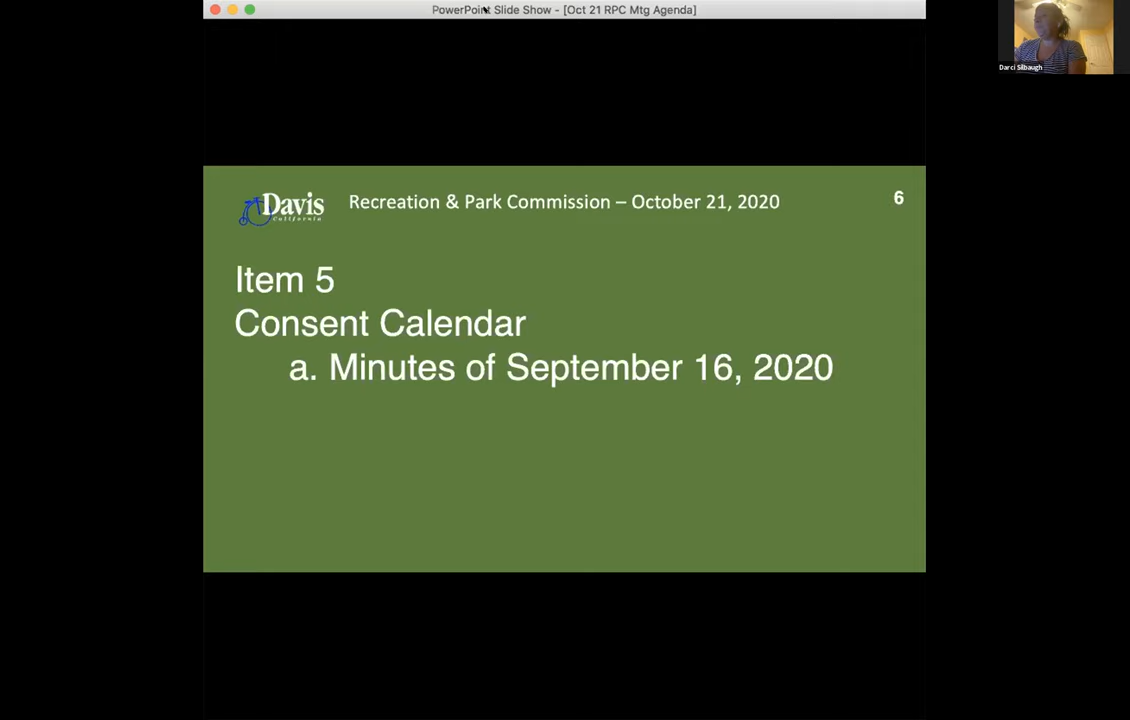 PowerPoint Slide Show - [Oct 21 RPC Mtg Agenda]
Darci Silbaugh
Davis
California
Recreation & Park Commission – October 21, 2020
6
Item 5
Consent Calendar
a. Minutes of September 16, 2020